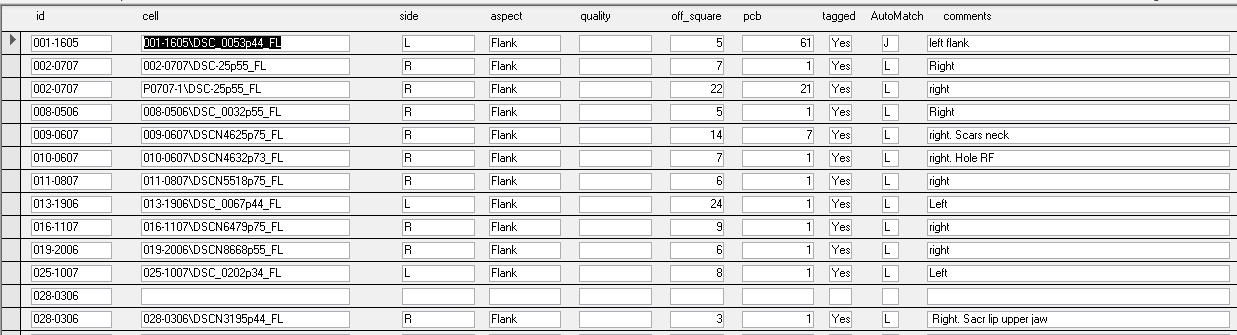 id cell side aspect quality off_square pcb tagged AutoMatch comments
001-1605 001-1605\DSC_0053p44_FL L Flank 5 61 Yes J left flank
002-0707 002-0707\DSC-25p55_FL R Flank 7 1 Yes L Right
002-0707 P0707-1\DSC-25p55_FL R Flank 22 21 Yes L right
008-0506 008-0506\DSC_0032p55_FL R Flank 5 1 Yes L Right
009-0607 009-0607\DSCN4625p75_FL R Flank 14 7 Yes L right. Scars neck
010-0607 010-0607\DSCN4632p73_FL R Flank 7 1 Yes L right. Hole RF
011-0807 011-0807\DSCN5518p75_FL R Flank 6 1 Yes L right
013-1906 013-1906\DSC_0067p44_FL L Flank 24 1 Yes L Left
016-1107 016-1107\DSCN6479p75_FL R Flank 9 1 Yes L right
019-2006 019-2006\DSCN8668p55_FL R Flank 6 1 Yes L right
025-1007 025-1007\DSC_0202p34_FL L Flank 8 1 Yes L Left
028-0306
028-0306 028-0306\DSCN3195p44_FL R Flank 3 1 Yes L Right. Sacr lip upper jaw